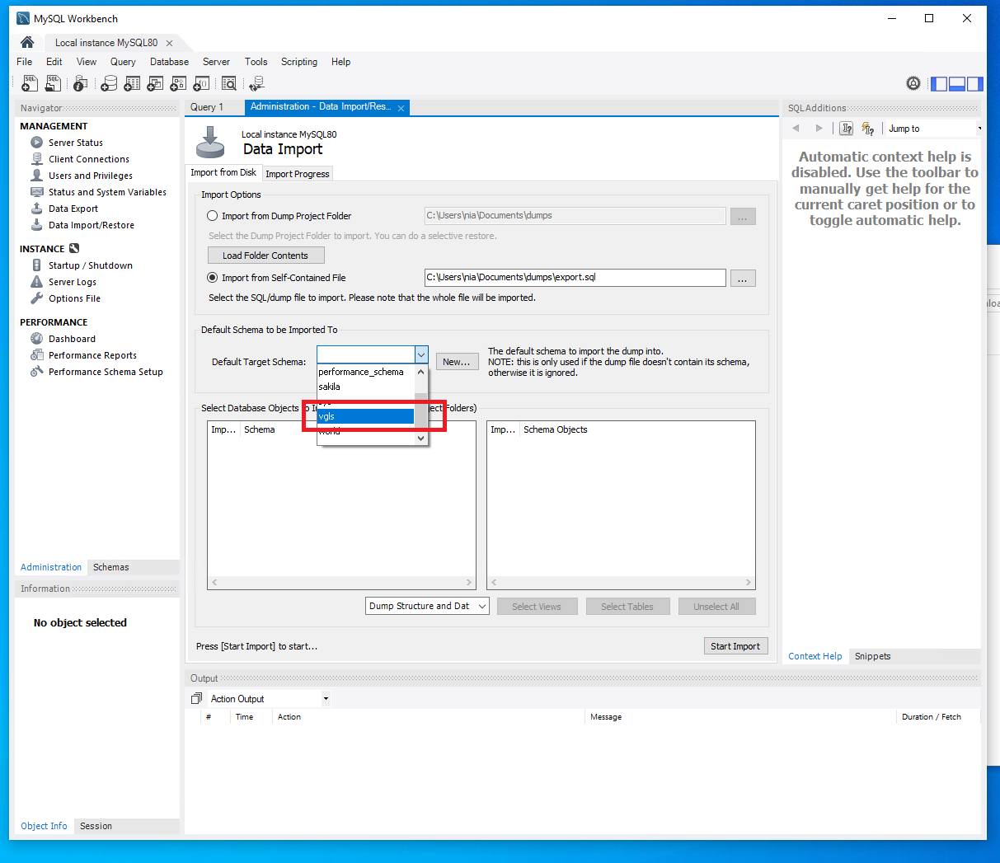 MySQL Workbench
Local instance MySQL80
File Edit View Query Database Server Tools Scripting Help
Navigator
MANAGEMENT
Server Status
Client Connections
Users and Privileges
Status and System Variables
Data Export
Data Import/Restore
INSTANCE
Startup / Shutdown
Server Logs
Options File
PERFORMANCE
Dashboard
Performance Reports
Performance Schema Setup
Administration Schemas
Information
No object selected
Object Info Session
Query 1 Administration - Data Import/Res...
Local instance MySQL80
Data Import
Import from Disk Import Progress
Import Options
Import from Dump Project Folder C:\Users\nia\Documents\dumps ...
Select the Dump Project Folder to import. You can do a selective restore.
Load Folder Contents
Import from Self-Contained File C:\Users\nia\Documents\dumps\export.sql ...
Select the SQL/dump file to import. Please note that the whole file will be imported.
Default Schema to be Imported To
Default Target Schema: New...
The default schema to import the dump into.
NOTE: this is only used if the dump file doesn't contain its schema,
otherwise it is ignored.
performance_schema
sakila
vgls
world
Select Database Objects Folders)
Imp... Schema
Imp... Schema Objects
Dump Structure and Dat Select Views Select Tables Unselect All
Press [Start Import] to start... Start Import
Output
Action Output
# Time Action Message Duration / Fetch
SQLAdditions
Jump to
Automatic context help is
disabled. Use the toolbar to
manually get help for the
current caret position or to
toggle automatic help.
Context Help Snippets